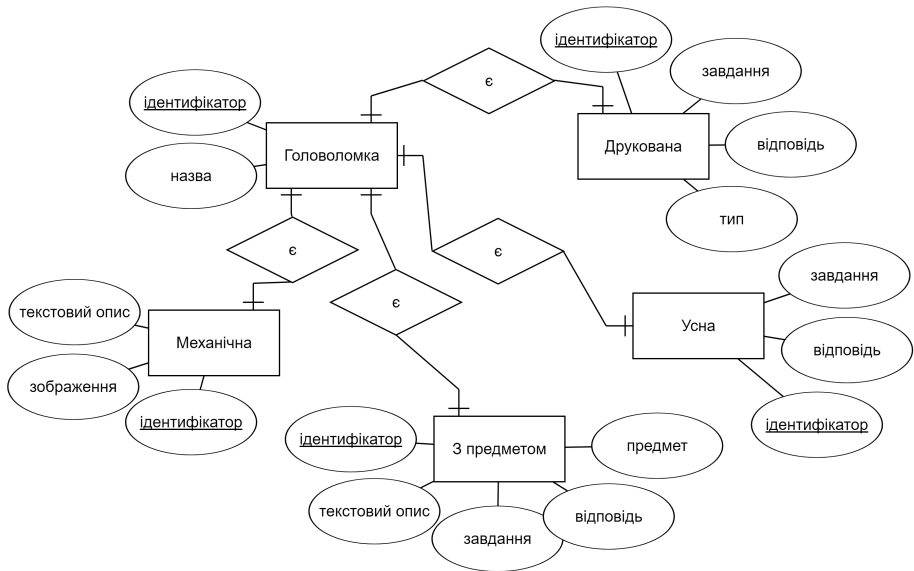 ідентифікатор
завдання
є
ідентифікатор
Головоломка
Друкована
відповідь
назва
тип
є
є
завдання
є
текстовий опис
Механічна
Усна
відповідь
зображення
ідентифікатор
ідентифікатор
ідентифікатор
З предметом
предмет
текстовий опис
відповідь
завдання